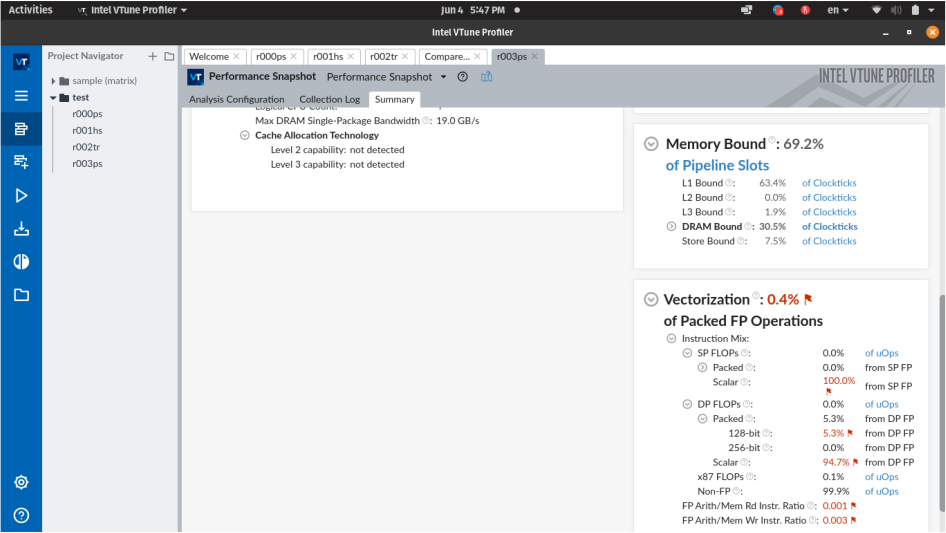 Activities
Intel VTune Profiler
Jun 4 5:47 PM
en
Intel VTune Profiler
VT
Project Navigator
Welcome
r000ps
r001hs
r002tr
Compare...
r003ps
VT
Performance Snapshot Performance Snapshot
INTEL VTUNE PROFILER
Analysis Configuration Collection Log Summary
sample (matrix)
test
r000ps
r001hs
r002tr
r003ps
Max DRAM Single-Package Bandwidth : 19.0 GB/s
Cache Allocation Technology
Level 2 capability: not detected
Level 3 capability: not detected
Memory Bound : 69.2%
of Pipeline Slots
L1 Bound : 63.4% of Clockticks
L2 Bound : 0.0% of Clockticks
L3 Bound : 1.9% of Clockticks
DRAM Bound : 30.5% of Clockticks
Store Bound : 7.5% of Clockticks
Vectorization : 0.4%
of Packed FP Operations
Instruction Mix:
SP FLOPs : 0.0% of uOps
Packed : 0.0% from SP FP
Scalar : 100.0% from SP FP
DP FLOPs : 0.0% of uOps
Packed : 5.3% from DP FP
128-bit : 5.3% from DP FP
256-bit : 0.0% from DP FP
Scalar : 94.7% from DP FP
x87 FLOPs : 0.1% of uOps
Non-FP : 99.9% of uOps
FP Arith/Mem Rd Instr. Ratio : 0.001
FP Arith/Mem Wr Instr. Ratio : 0.003